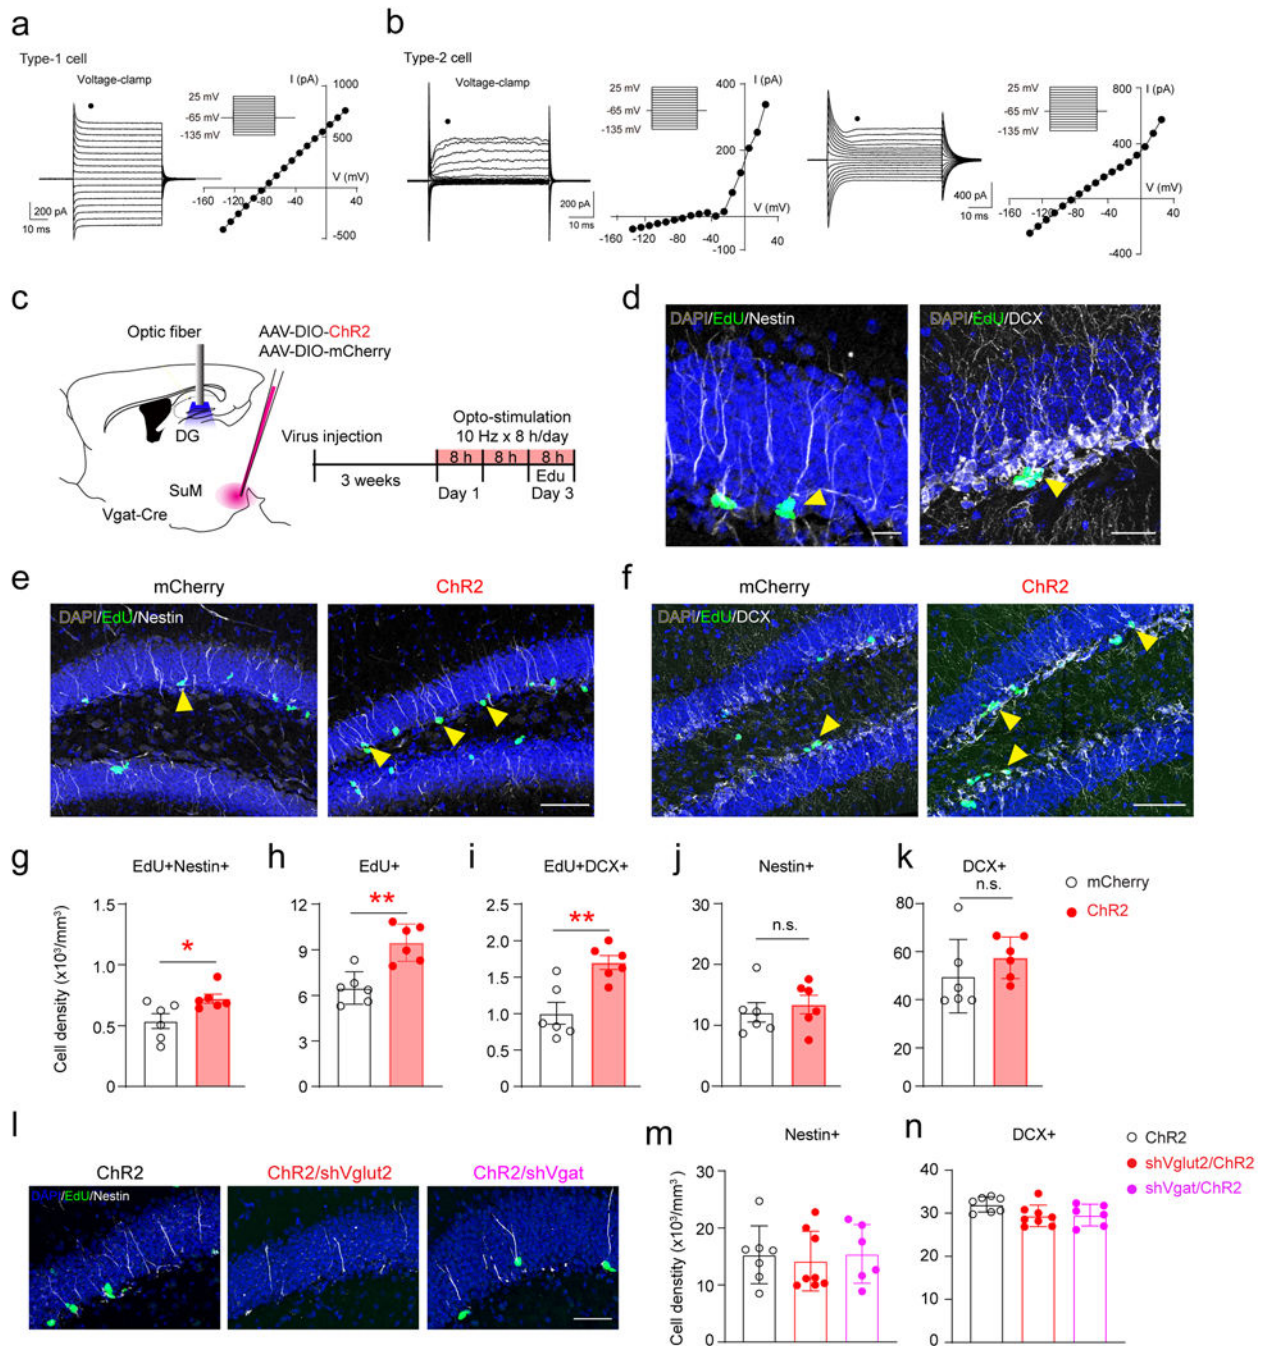 a
Type-1 cell
Voltage-clamp
25 mV
-65 mV
-135 mV
200 pA
10 ms
I (pA)
1000
500
V (mV)
-160
-120
-80
-40
40
-500
b
Type-2 cell
Voltage-clamp
100 pA
10 ms
25 mV
-65 mV
-135 mV
I (pA)
400
200
V (mV)
-160
-120
-80
-40
40
-100
400 pA
10 ms
25 mV
-65 mV
-135 mV
I (pA)
800
400
V (mV)
-160
-120
-80
-40
40
-400
c
Optic fiber
AAV-DIO-ChR2
AAV-DIO-mCherry
DG
SuM
Vgat-Cre
Virus injection
3 weeks
Opto-stimulation
10 Hz x 8 h/day
8 h
8 h
8 h
Edu
Day 1
Day 3
d
DAPI/EdU/Nestin
DAPI/EdU/DCX
e
mCherry
ChR2
DAPI/EdU/Nestin
f
mCherry
ChR2
DAPI/EdU/DCX
g
EdU+Nestin+
Cell density (x10³/mm³)
1.5
1.0
0.5
0
*
h
EdU+
9
12
6
3
0
**
i
EdU+DCX+
2.5
2.0
1.5
1.0
0.5
0
**
j
Nestin+
30
20
10
0
n.s.
k
DCX+
80
60
40
20
0
n.s.
mCherry
ChR2
l
ChR2
ChR2/shVglut2
ChR2/shVgat
DAPI/EdU/Nestin
m
Nestin+
Cell denstity (x10³/mm³)
30
20
10
0
n
DCX+
40
30
20
10
0
ChR2
shVglut2/ChR2
shVgat/ChR2